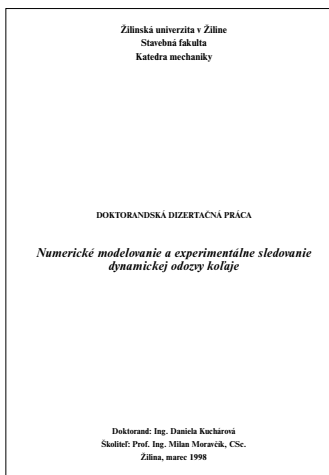 Žilinská univerzita v Žiline
Stavebná fakulta
Katedra mechaniky
DOKTORANDSKÁ DIZERTAČNÁ PRÁCA
Numerické modelovanie a experimentálne sledovanie
dynamickej odozvy koľaje
Doktorand: Ing. Daniela Kuchárová
Školiteľ: Prof. Ing. Milan Moravčík, CSc.
Žilina, marec 1998